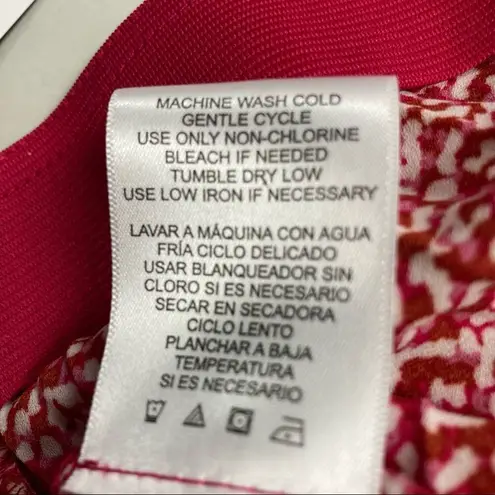 MACHINE WASH COLD
GENTLE CYCLE
USE ONLY NON-CHLORINE
BLEACH IF NEEDED
TUMBLE DRY LOW
USE LOW IRON IF NECESSARY
LAVAR A MÁQUINA CON AGUA
FRÍA CICLO DELICADO
USAR BLANQUEADOR SIN
CLORO SI ES NECESARIO
SECAR EN SECADORA
CICLO LENTO
PLANCHAR A BAJA
TEMPERATURA
SI ES NECESARIO